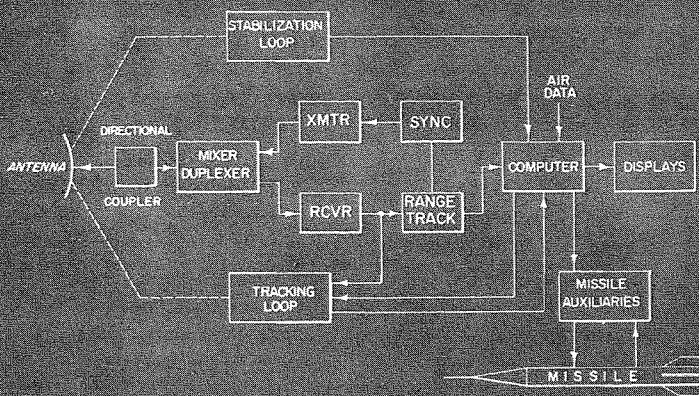 STABILIZATION
LOOP
AIR
DATA
XMTR
SYNC
DIRECTIONAL
MIXER
DUPLEXER
COMPUTER
DISPLAYS
ANTENNA
COUPLER
RCVR
RANGE
TRACK
TRACKING
LOOP
MISSILE
AUXILIARIES
MISSILE